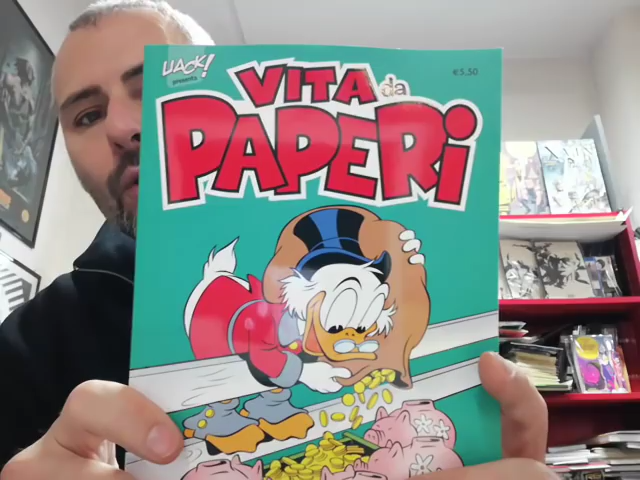 UACK!
presenta
€5,50
VITA da
PAPERi